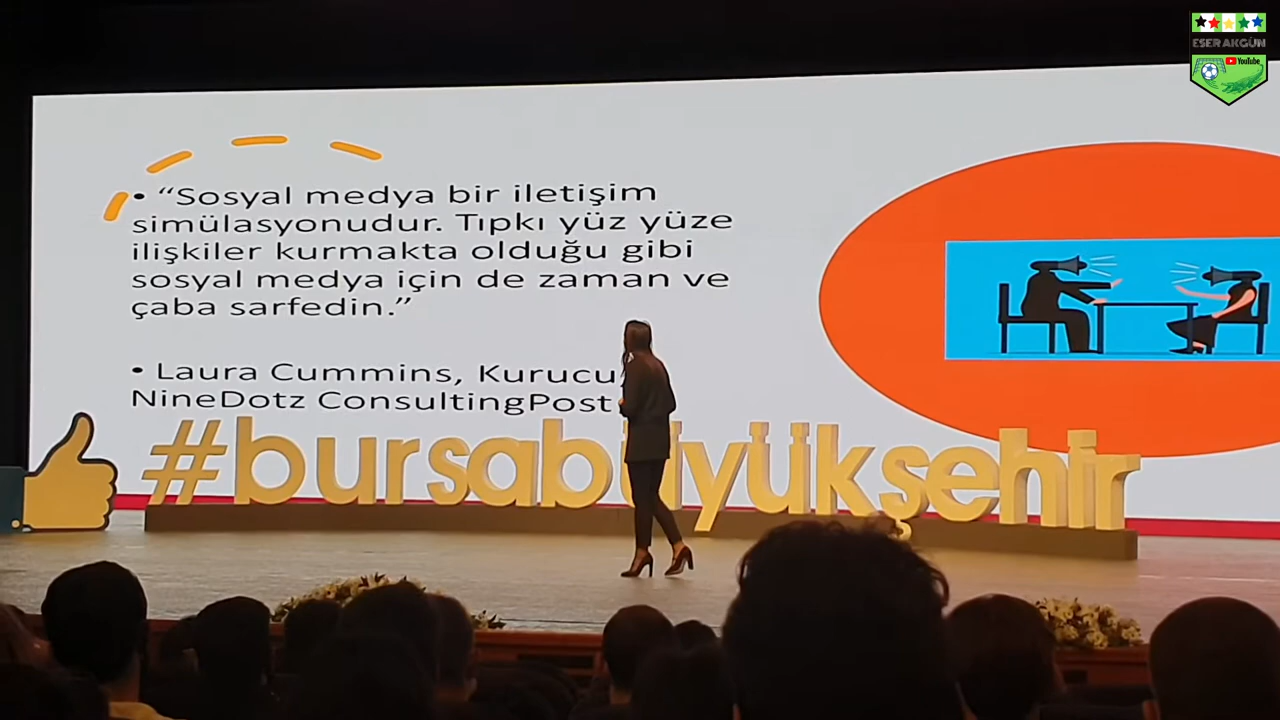 ESER AKGÜN
YouTube
• “Sosyal medya bir iletişim
simülasyonudur. Tıpkı yüz yüze
ilişkiler kurmakta olduğu gibi
sosyal medya için de zaman ve
çaba sarfedin.”
• Laura Cummins, Kurucu
NineDotz ConsultingPost
#bursabüyükşehir